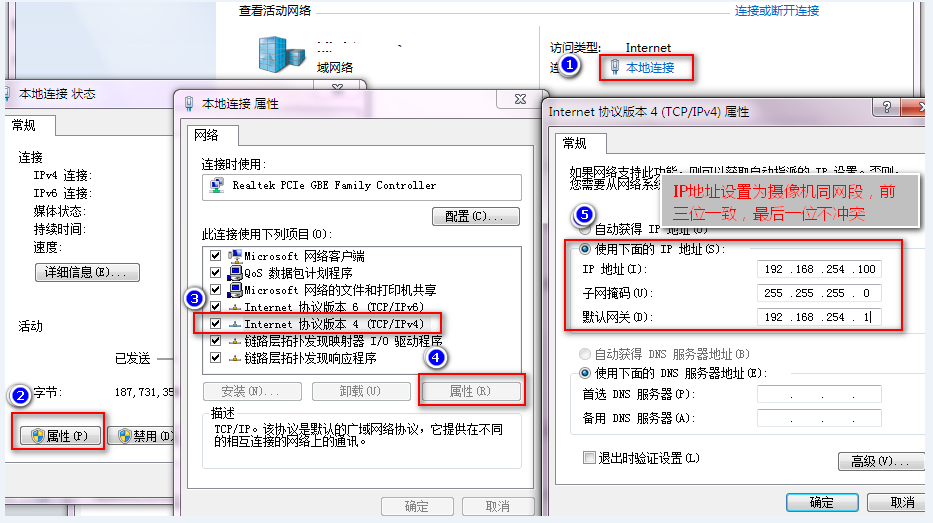 查看活动网络
连接或断开连接
域网络
访问类型:
Internet
连
1
本地连接
本地连接 状态
常规
连接
IPv4 连接:
IPv6 连接:
媒体状态:
持续时间:
速度:
详细信息(E)...
活动
已发送
2
字节:
187,731,35
属性(P)
禁用(D)
本地连接 属性
网络
连接时使用:
Realtek PCIe GBE Family Controller
配置(C)...
此连接使用下列项目(O):
Microsoft 网络客户端
QoS 数据包计划程序
Microsoft 网络的文件和打印机共享
3
Internet 协议版本 6 (TCP/IPv6)
Internet 协议版本 4 (TCP/IPv4)
链路层拓扑发现映射器 I/O 驱动程序
链路层拓扑发现响应程序
4
安装(N)...
卸载(U)
属性(R)
描述
TCP/IP。该协议是默认的广域网络协议，它提供在不同
的相互连接的网络上的通讯。
确定
取消
Internet 协议版本 4 (TCP/IPv4) 属性
常规
如果网络支持此功能，则可以获取自动指派的 IP 设置。否则，
您需要从网络系统
IP地址设置为摄像机同网段，前
三位一致，最后一位不冲突
5
自动获得 IP 地址(O)
使用下面的 IP 地址(S):
IP 地址(I):
192 .168 .254 .100
子网掩码(U):
255 .255 .255 . 0
默认网关(D):
192 .168 .254 . 1
自动获得 DNS 服务器地址(B)
使用下面的 DNS 服务器地址(E):
首选 DNS 服务器(P):
. . .
备用 DNS 服务器(A):
. . .
退出时验证设置(L)
高级(V)...
确定
取消